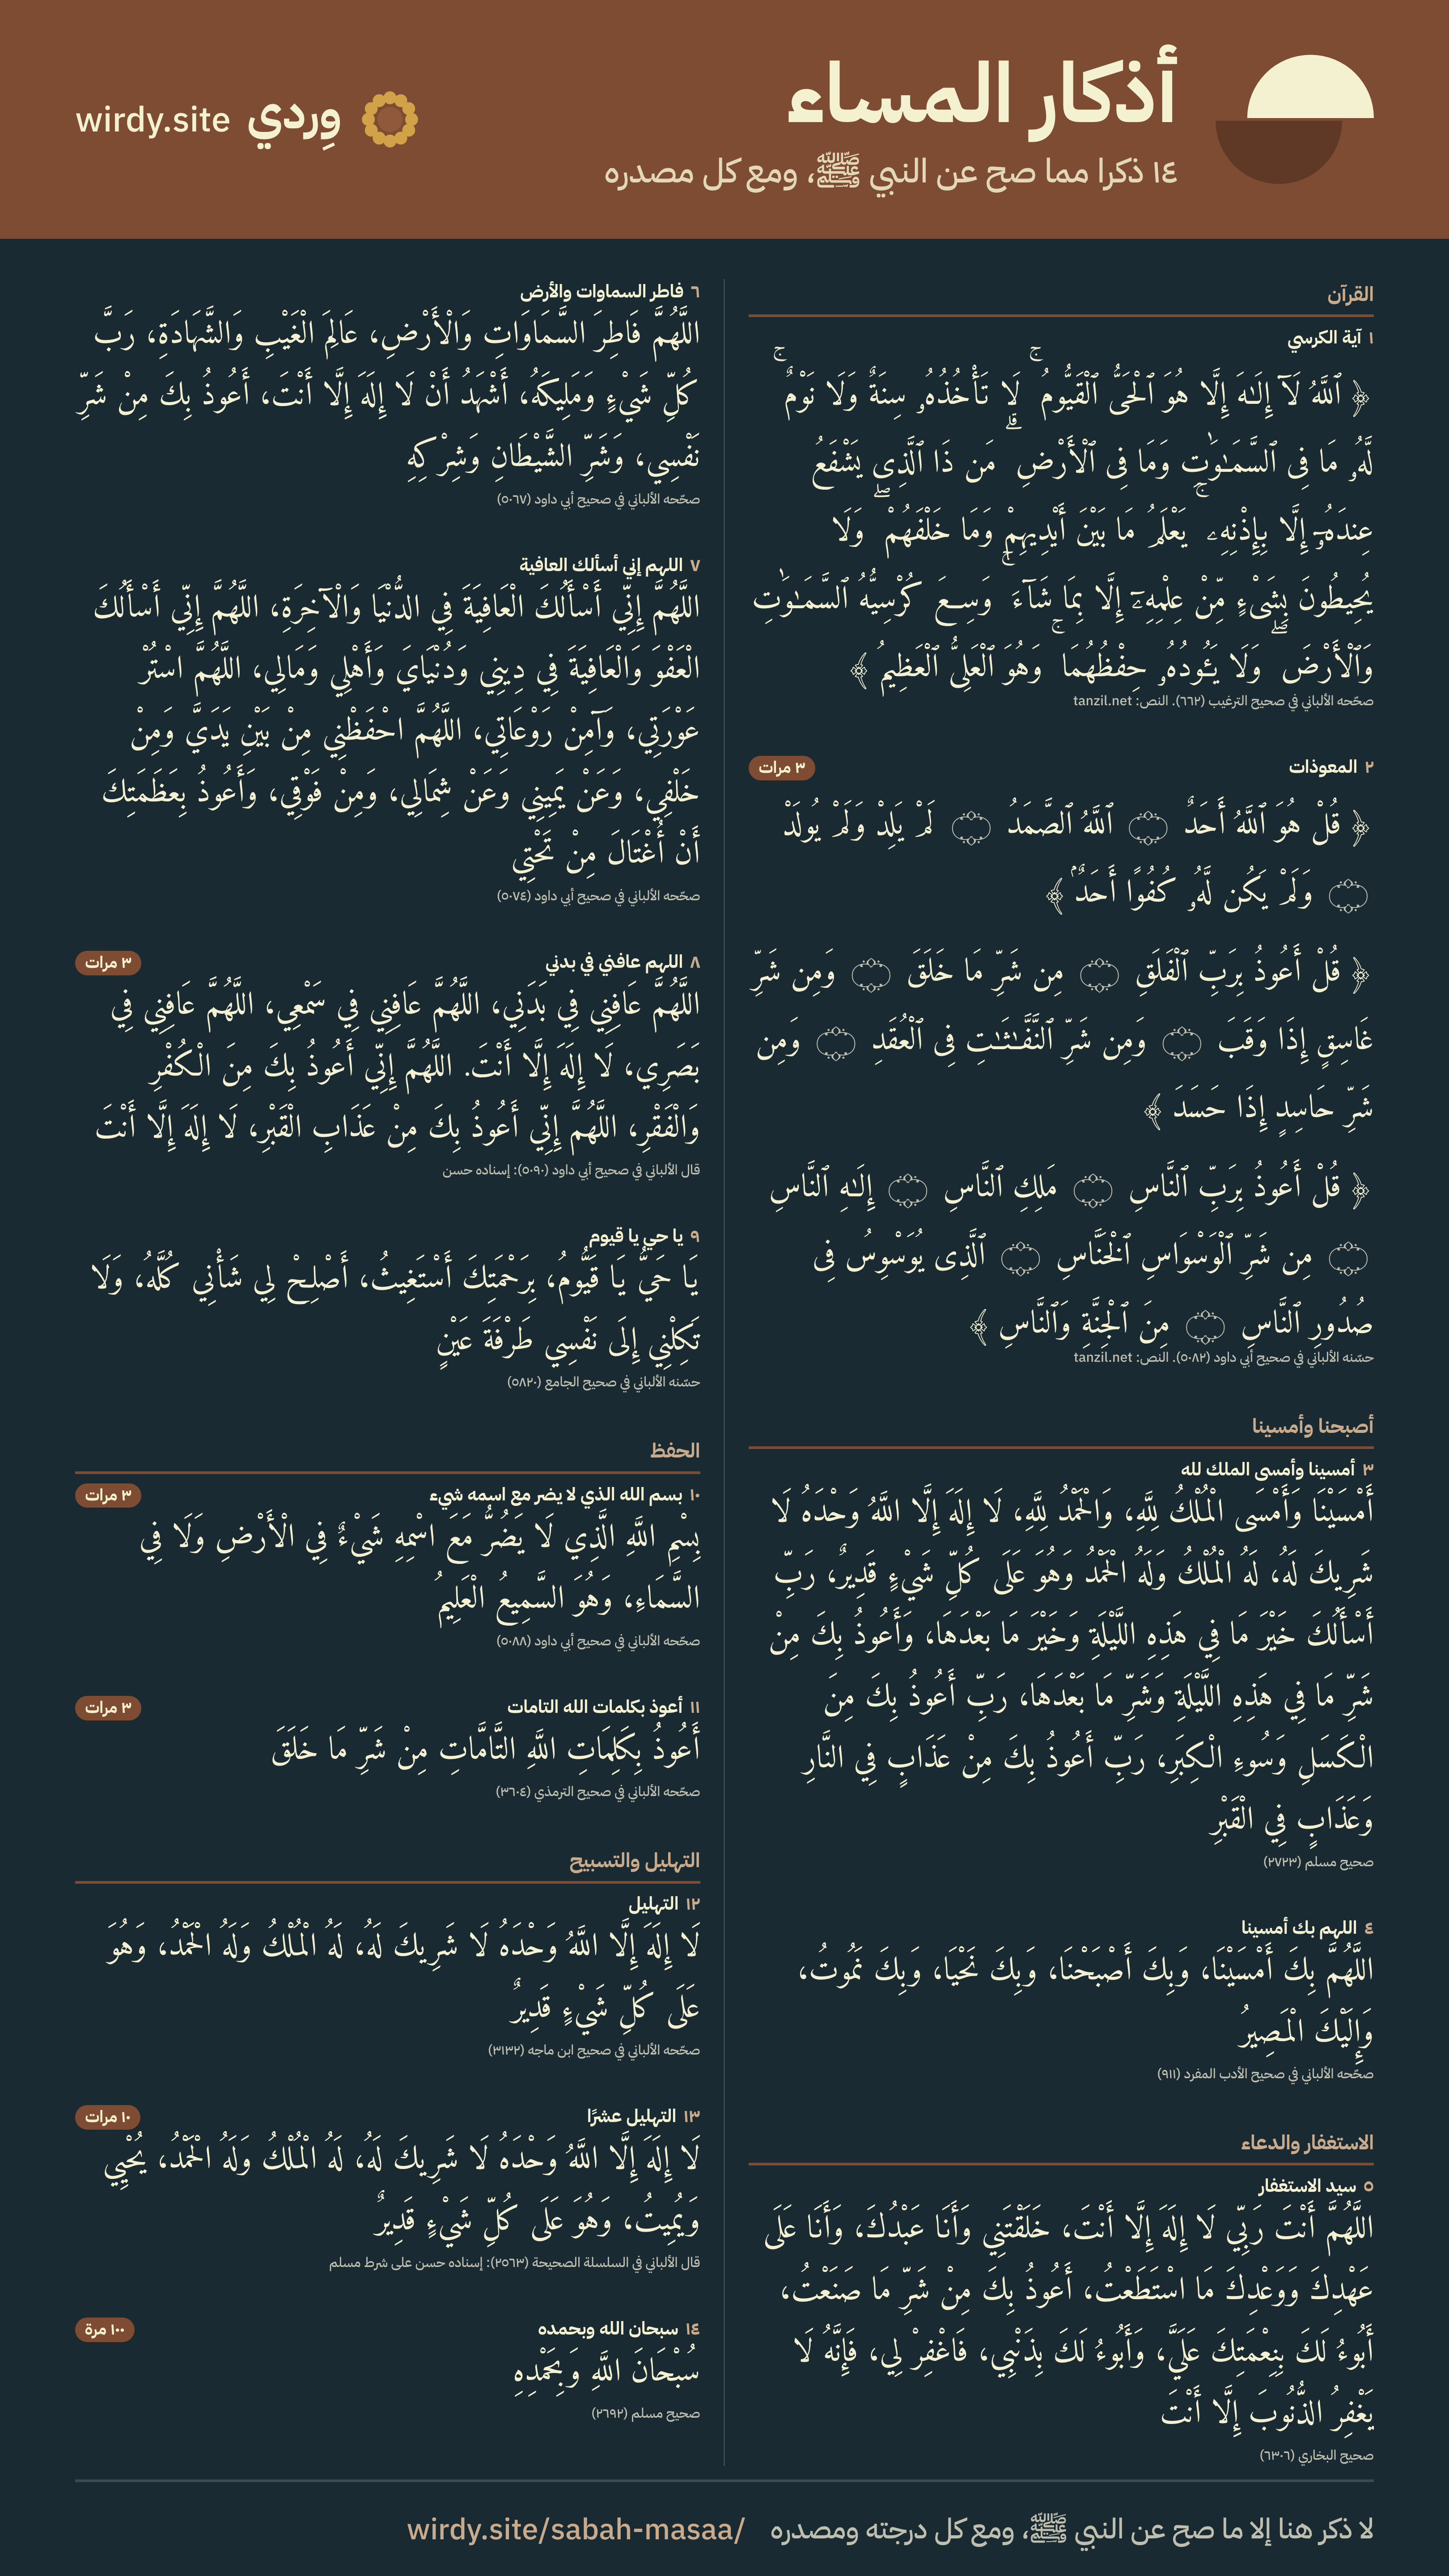 أذكار المساء
١٤ ذكرا مما صح عن النبي ﷺ، ومع كل مصدره
وِردي wirdy.site
القرآن
١ آية الكرسي
﴿ ٱللَّهُ لَآ إِلَـٰهَ إِلَّا هُوَ ٱلْحَىُّ ٱلْقَيُّومُ ۚ لَا تَأْخُذُهُۥ سِنَةٌ وَلَا نَوْمٌ ۚ
لَّهُۥ مَا فِى ٱلسَّمَـٰوَٰتِ وَمَا فِى ٱلْأَرْضِ ۗ مَن ذَا ٱلَّذِى يَشْفَعُ
عِندَهُۥٓ إِلَّا بِإِذْنِهِۦ ۚ يَعْلَمُ مَا بَيْنَ أَيْدِيهِمْ وَمَا خَلْفَهُمْ ۖ وَلَا
يُحِيطُونَ بِشَىْءٍ مِّنْ عِلْمِهِۦٓ إِلَّا بِمَا شَآءَ ۚ وَسِعَ كُرْسِيُّهُ ٱلسَّمَـٰوَٰتِ
وَٱلْأَرْضَ ۖ وَلَا يَـُٔودُهُۥ حِفْظُهُمَا ۚ وَهُوَ ٱلْعَلِىُّ ٱلْعَظِيمُ ﴾
صحّحه الألباني في صحيح الترغيب (٦٦٢). النص: tanzil.net
٢ المعوذات
٣ مرات
﴿ قُلْ هُوَ ٱللَّهُ أَحَدٌ ۝ ٱللَّهُ ٱلصَّمَدُ ۝ لَمْ يَلِدْ وَلَمْ يُولَدْ
۝ وَلَمْ يَكُن لَّهُۥ كُفُوًا أَحَدٌۢ ﴾
﴿ قُلْ أَعُوذُ بِرَبِّ ٱلْفَلَقِ ۝ مِن شَرِّ مَا خَلَقَ ۝ وَمِن شَرِّ
غَاسِقٍ إِذَا وَقَبَ ۝ وَمِن شَرِّ ٱلنَّفَّـٰثَـٰتِ فِى ٱلْعُقَدِ ۝ وَمِن
شَرِّ حَاسِدٍ إِذَا حَسَدَ ﴾
﴿ قُلْ أَعُوذُ بِرَبِّ ٱلنَّاسِ ۝ مَلِكِ ٱلنَّاسِ ۝ إِلَـٰهِ ٱلنَّاسِ
۝ مِن شَرِّ ٱلْوَسْوَاسِ ٱلْخَنَّاسِ ۝ ٱلَّذِى يُوَسْوِسُ فِى
صُدُورِ ٱلنَّاسِ ۝ مِنَ ٱلْجِنَّةِ وَٱلنَّاسِ ﴾
حسّنه الألباني في صحيح أبي داود (٥٠٨٢). النص: tanzil.net
أصبحنا وأمسينا
٣ أمسينا وأمسى الملك لله
أَمْسَيْنَا وَأَمْسَى الْمُلْكُ لِلَّهِ، وَالْحَمْدُ لِلَّهِ، لَا إِلَهَ إِلَّا اللَّهُ وَحْدَهُ لَا
شَرِيكَ لَهُ، لَهُ الْمُلْكُ وَلَهُ الْحَمْدُ وَهُوَ عَلَى كُلِّ شَيْءٍ قَدِيرٌ، رَبِّ
أَسْأَلُكَ خَيْرَ مَا فِي هَذِهِ اللَّيْلَةِ وَخَيْرَ مَا بَعْدَهَا، وَأَعُوذُ بِكَ مِنْ
شَرِّ مَا فِي هَذِهِ اللَّيْلَةِ وَشَرِّ مَا بَعْدَهَا، رَبِّ أَعُوذُ بِكَ مِنَ
الْكَسَلِ وَسُوءِ الْكِبَرِ، رَبِّ أَعُوذُ بِكَ مِنْ عَذَابٍ فِي النَّارِ
وَعَذَابٍ فِي الْقَبْرِ
صحيح مسلم (٢٧٢٣)
٤ اللهم بك أمسينا
اللَّهُمَّ بِكَ أَمْسَيْنَا، وَبِكَ أَصْبَحْنَا، وَبِكَ نَحْيَا، وَبِكَ نَمُوتُ،
وَإِلَيْكَ الْمَصِيرُ
صحّحه الألباني في صحيح الأدب المفرد (٩١١)
الاستغفار والدعاء
٥ سيد الاستغفار
اللَّهُمَّ أَنْتَ رَبِّي لَا إِلَهَ إِلَّا أَنْتَ، خَلَقْتَنِي وَأَنَا عَبْدُكَ، وَأَنَا عَلَى
عَهْدِكَ وَوَعْدِكَ مَا اسْتَطَعْتُ، أَعُوذُ بِكَ مِنْ شَرِّ مَا صَنَعْتُ،
أَبُوءُ لَكَ بِنِعْمَتِكَ عَلَيَّ، وَأَبُوءُ لَكَ بِذَنْبِي، فَاغْفِرْ لِي، فَإِنَّهُ لَا
يَغْفِرُ الذُّنُوبَ إِلَّا أَنْتَ
صحيح البخاري (٦٣٠٦)
٦ فاطر السماوات والأرض
اللَّهُمَّ فَاطِرَ السَّمَاوَاتِ وَالْأَرْضِ، عَالِمَ الْغَيْبِ وَالشَّهَادَةِ، رَبَّ
كُلِّ شَيْءٍ وَمَلِيكَهُ، أَشْهَدُ أَنْ لَا إِلَهَ إِلَّا أَنْتَ، أَعُوذُ بِكَ مِنْ شَرِّ
نَفْسِي، وَشَرِّ الشَّيْطَانِ وَشِرْكِهِ
صحّحه الألباني في صحيح أبي داود (٥٠٦٧)
٧ اللهم إني أسألك العافية
اللَّهُمَّ إِنِّي أَسْأَلُكَ الْعَافِيَةَ فِي الدُّنْيَا وَالْآخِرَةِ، اللَّهُمَّ إِنِّي أَسْأَلُكَ
الْعَفْوَ وَالْعَافِيَةَ فِي دِينِي وَدُنْيَايَ وَأَهْلِي وَمَالِي، اللَّهُمَّ اسْتُرْ
عَوْرَتِي، وَآمِنْ رَوْعَاتِي، اللَّهُمَّ احْفَظْنِي مِنْ بَيْنِ يَدَيَّ وَمِنْ
خَلْفِي، وَعَنْ يَمِينِي وَعَنْ شِمَالِي، وَمِنْ فَوْقِي، وَأَعُوذُ بِعَظَمَتِكَ
أَنْ أُغْتَالَ مِنْ تَحْتِي
صحّحه الألباني في صحيح أبي داود (٥٠٧٤)
٨ اللهم عافني في بدني
٣ مرات
اللَّهُمَّ عَافِنِي فِي بَدَنِي، اللَّهُمَّ عَافِنِي فِي سَمْعِي، اللَّهُمَّ عَافِنِي فِي
بَصَرِي، لَا إِلَهَ إِلَّا أَنْتَ. اللَّهُمَّ إِنِّي أَعُوذُ بِكَ مِنَ الْكُفْرِ
وَالْفَقْرِ، اللَّهُمَّ إِنِّي أَعُوذُ بِكَ مِنْ عَذَابِ الْقَبْرِ، لَا إِلَهَ إِلَّا أَنْتَ
قال الألباني في صحيح أبي داود (٥٠٩٠): إسناده حسن
٩ يا حي يا قيوم
يَا حَيُّ يَا قَيُّومُ، بِرَحْمَتِكَ أَسْتَغِيثُ، أَصْلِحْ لِي شَأْنِي كُلَّهُ، وَلَا
تَكِلْنِي إِلَى نَفْسِي طَرْفَةَ عَيْنٍ
حسّنه الألباني في صحيح الجامع (٥٨٢٠)
الحفظ
١٠ بسم الله الذي لا يضر مع اسمه شيء
٣ مرات
بِسْمِ اللَّهِ الَّذِي لَا يَضُرُّ مَعَ اسْمِهِ شَيْءٌ فِي الْأَرْضِ وَلَا فِي
السَّمَاءِ، وَهُوَ السَّمِيعُ الْعَلِيمُ
صحّحه الألباني في صحيح أبي داود (٥٠٨٨)
١١ أعوذ بكلمات الله التامات
٣ مرات
أَعُوذُ بِكَلِمَاتِ اللَّهِ التَّامَّاتِ مِنْ شَرِّ مَا خَلَقَ
صحّحه الألباني في صحيح الترمذي (٣٦٠٤)
التهليل والتسبيح
١٢ التهليل
لَا إِلَهَ إِلَّا اللَّهُ وَحْدَهُ لَا شَرِيكَ لَهُ، لَهُ الْمُلْكُ وَلَهُ الْحَمْدُ، وَهُوَ
عَلَى كُلِّ شَيْءٍ قَدِيرٌ
صحّحه الألباني في صحيح ابن ماجه (٣١٣٢)
١٣ التهليل عشرًا
١٠ مرات
لَا إِلَهَ إِلَّا اللَّهُ وَحْدَهُ لَا شَرِيكَ لَهُ، لَهُ الْمُلْكُ وَلَهُ الْحَمْدُ، يُحْيِي
وَيُمِيتُ، وَهُوَ عَلَى كُلِّ شَيْءٍ قَدِيرٌ
قال الألباني في السلسلة الصحيحة (٢٥٦٣): إسناده حسن على شرط مسلم
١٤ سبحان الله وبحمده
١٠٠ مرة
سُبْحَانَ اللَّهِ وَبِحَمْدِهِ
صحيح مسلم (٢٦٩٢)
لا ذكر هنا إلا ما صح عن النبي ﷺ، ومع كل درجته ومصدره wirdy.site/sabah-masaa/